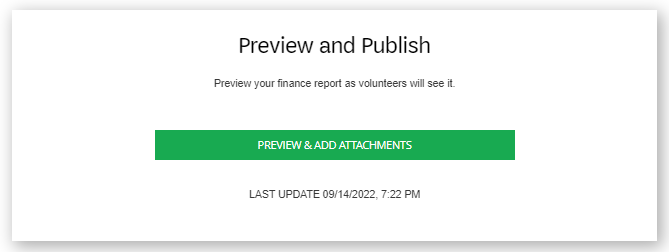 Preview and Publish
Preview your finance report as volunteers will see it.
PREVIEW & ADD ATTACHMENTS
LAST UPDATE 09/14/2022, 7:22 PM